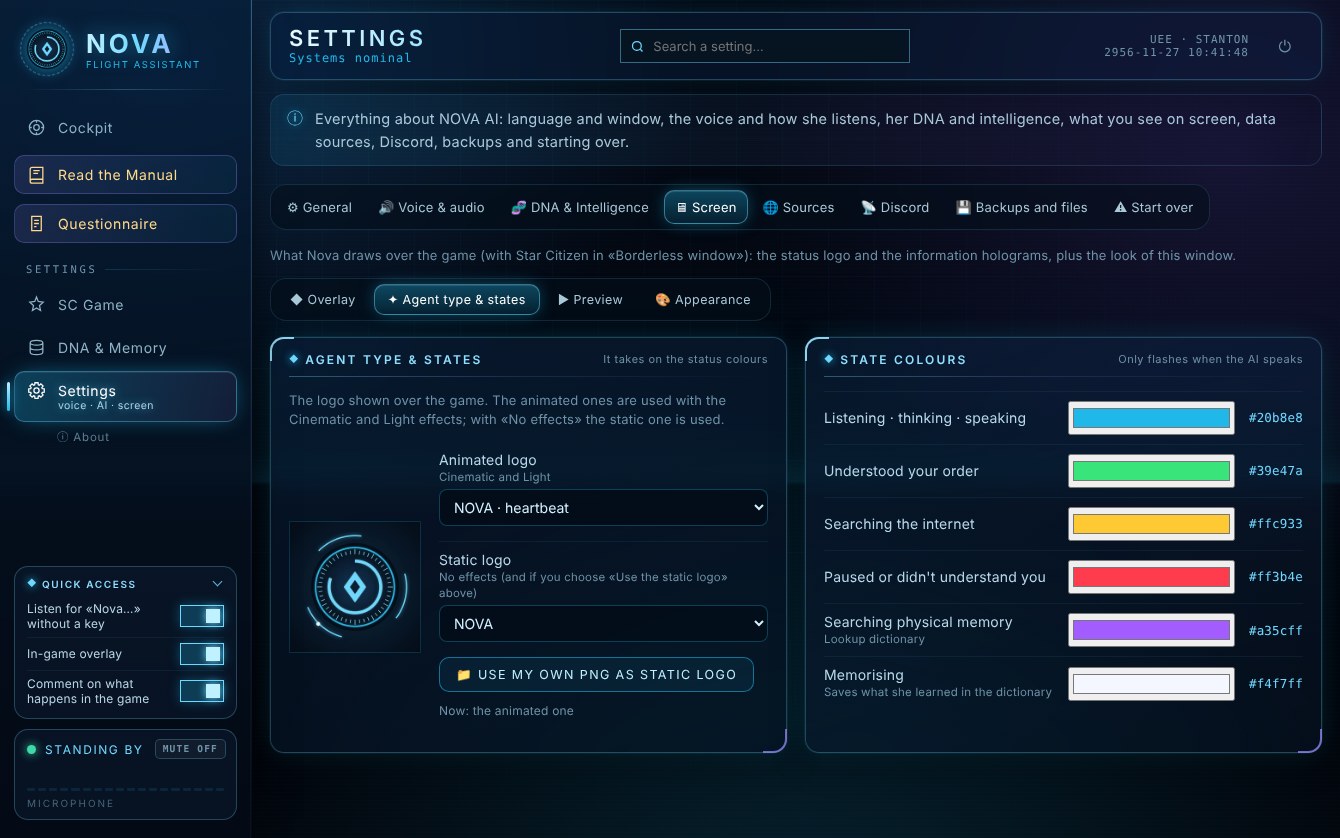 NOVA
FLIGHT ASSISTANT
Cockpit
Read the Manual
Questionnaire
SETTINGS
SC Game
DNA & Memory
Settings
voice · AI · screen
ⓘ About
QUICK ACCESS
Listen for «Nova...»
without a key
In-game overlay
Comment on what
happens in the game
STANDING BY
MUTE OFF
MICROPHONE
SETTINGS
Systems nominal
Search a setting...
UEE · STANTON
2956-11-27 10:41:48
Everything about NOVA AI: language and window, the voice and how she listens, her DNA and intelligence, what you see on screen, data
sources, Discord, backups and starting over.
General
Voice & audio
DNA & Intelligence
Screen
Sources
Discord
Backups and files
Start over
What Nova draws over the game (with Star Citizen in «Borderless window»): the status logo and the information holograms, plus the look of this window.
Overlay
Agent type & states
Preview
Appearance
AGENT TYPE & STATES
It takes on the status colours
The logo shown over the game. The animated ones are used with the
Cinematic and Light effects; with «No effects» the static one is used.
Animated logo
Cinematic and Light
NOVA · heartbeat
Static logo
No effects (and if you choose «Use the static logo»
above)
NOVA
USE MY OWN PNG AS STATIC LOGO
Now: the animated one
STATE COLOURS
Only flashes when the AI speaks
Listening · thinking · speaking
#20b8e8
Understood your order
#39e47a
Searching the internet
#ffc933
Paused or didn't understand you
#ff3b4e
Searching physical memory
Lookup dictionary
#a35cff
Memorising
Saves what she learned in the dictionary
#f4f7ff